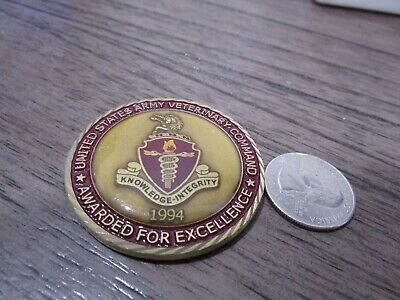 UNITED STATES ARMY VETERINARY COMMAND
KNOWLEDGE-INTEGRITY
1994
★ AWARDED FOR EXCELLENCE ★